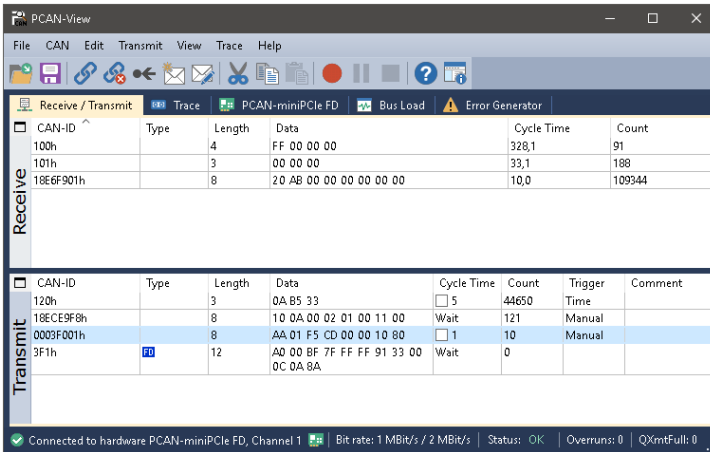 PCAN-View
File CAN Edit Transmit View Trace Help
Receive / Transmit Trace PCAN-miniPCIe FD Bus Load Error Generator
CAN-ID Type Length Data Cycle Time Count
100h 4 FF 00 00 00 328,1 91
101h 3 00 00 00 33,1 188
18E6F901h 8 20 AB 00 00 00 00 00 00 10,0 109344
Receive
CAN-ID Type Length Data Cycle Time Count Trigger Comment
120h 3 0A B5 33 5 44650 Time
18ECE9F8h 8 10 0A 00 02 01 00 11 00 Wait 121 Manual
0003F001h 8 AA 01 F5 CD 00 00 10 80 1 10 Manual
3F1h FD 12 A0 00 BF 7F FF FF 91 33 00 Wait 0
0C 0A 8A
Transmit
Connected to hardware PCAN-miniPCIe FD, Channel 1 Bit rate: 1 MBit/s / 2 MBit/s Status: OK Overruns: 0 QXmtFull: 0